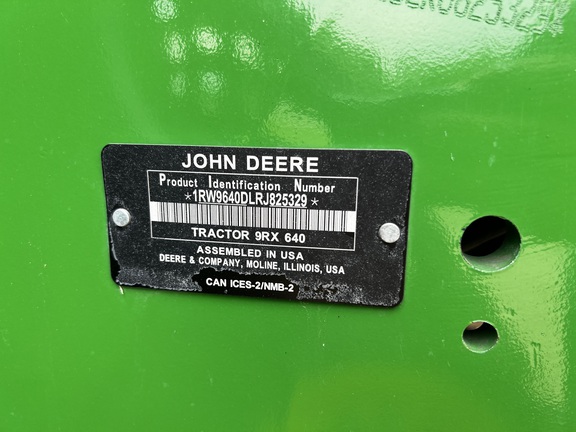 JOHN DEERE
Product Identification Number
*1RW9640DLRJ825329*
TRACTOR 9RX 640
ASSEMBLED IN USA
DEERE & COMPANY, MOLINE, ILLINOIS, USA
CAN ICES-2/NMB-2